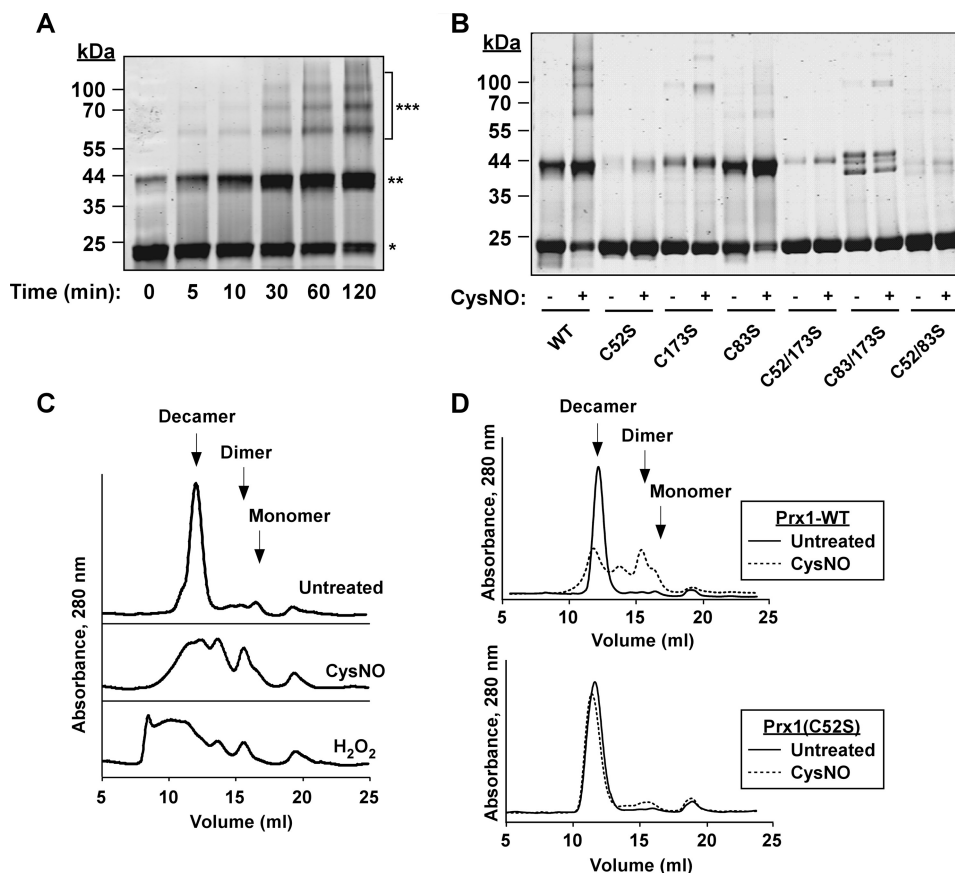 A
kDa
100
70
55
44
35
25
***
**
*
Time (min): 0 5 10 30 60 120
B
kDa
100
70
55
44
35
25
CysNO: - + - + - + - + - + - + - +
WT C52S C173S C83S C52/173S C83/173S C52/83S
C
Decamer
Dimer
Monomer
Untreated
CysNO
H2O2
Absorbance, 280 nm
5 10 15 20 25
Volume (ml)
D
Decamer
Dimer
Monomer
Absorbance, 280 nm
Prx1-WT
Untreated
CysNO
5 10 15 20 25
Volume (ml)
Absorbance, 280 nm
Prx1(C52S)
Untreated
CysNO
5 10 15 20 25
Volume (ml)